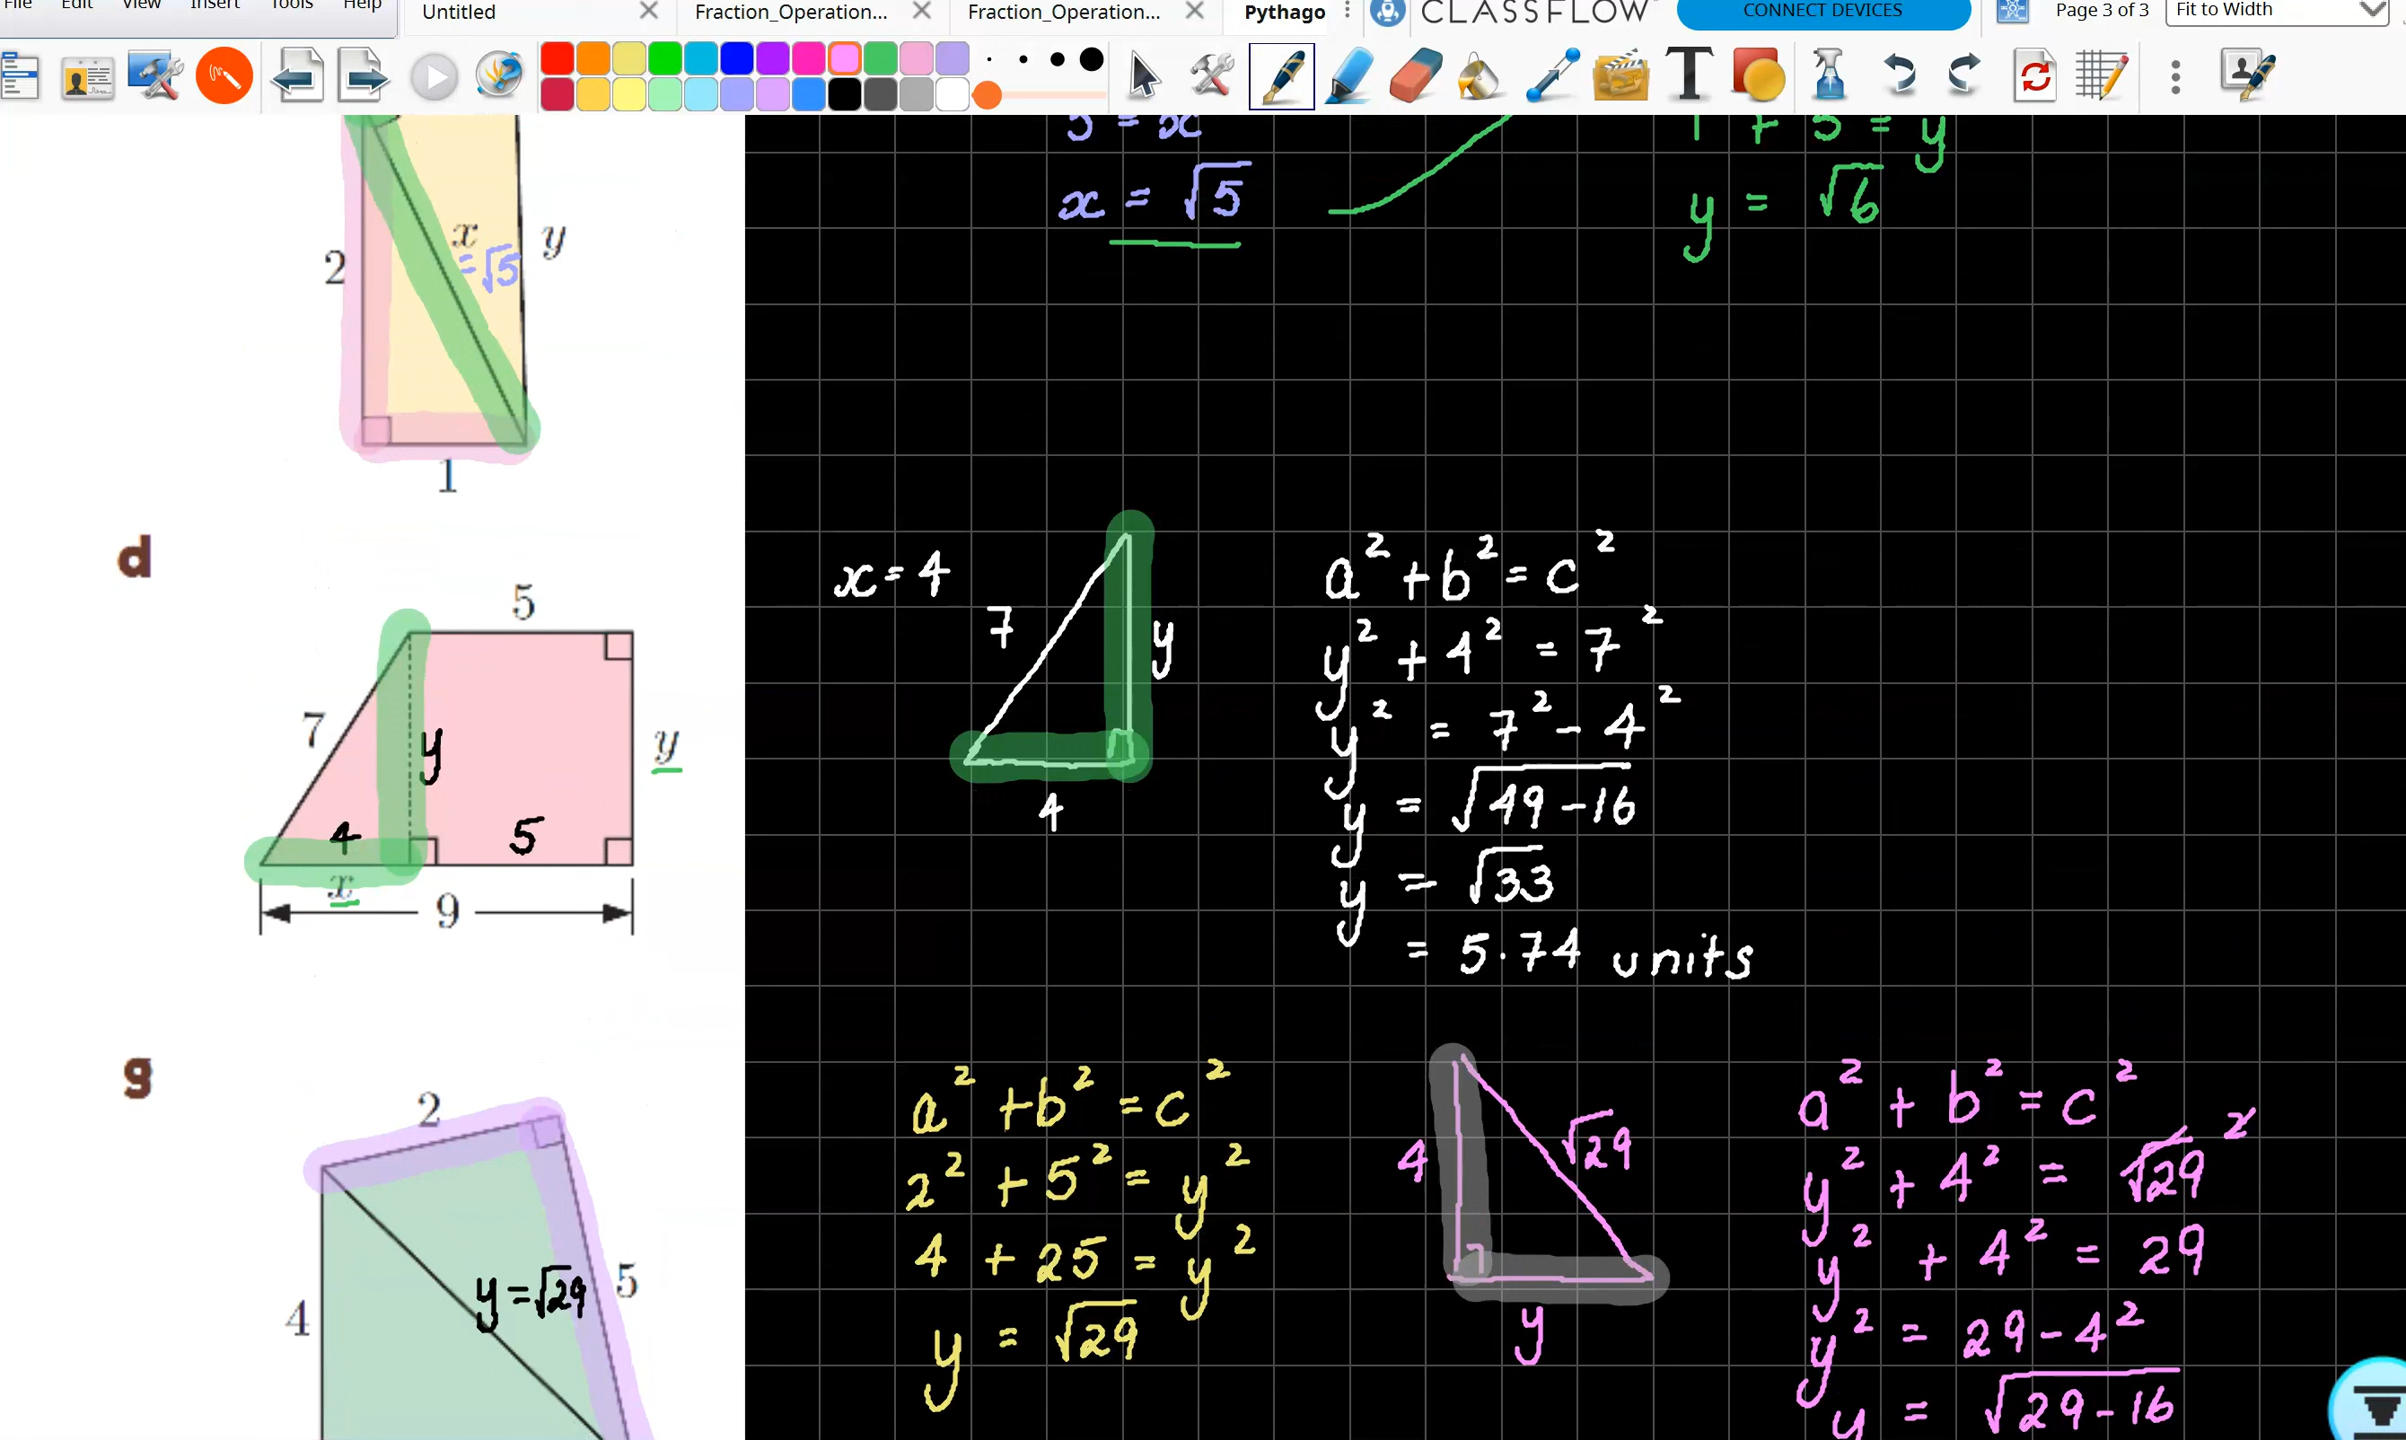 File Edit View Insert Tools Help
Untitled Fraction_Operation... Fraction_Operation... Pythago
CLASSFLOW CONNECT DEVICES Page 3 of 3 Fit to Width
T
x
= √5
2
y
1
x = √5
y = √6
d
5
7
y
y
4
5
x
9
x = 4
7
y
4
a² + b² = c²
y² + 4² = 7²
y² = 7² - 4²
y = √49 - 16
y = √33
= 5.74 units
g
2
4
y = √29
5
a² + b² = c²
2² + 5² = y²
4 + 25 = y²
y = √29
4
√29
y
a² + b² = c²
y² + 4² = √29²
y² + 4² = 29
y² = 29 - 4²
y = √29 - 16